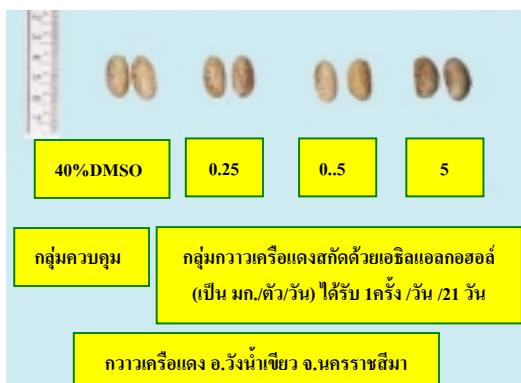 40%DMSO 0.25 0..5 5
กลุ่มควบคุม
กลุ่มกวาวเครือแดงสกัดด้วยเอธิลแอลกอฮอล์
(เป็น มก./ตัว/วัน) ได้รับ 1ครั้ง /วัน /21 วัน
กวาวเครือแดง อ.วังน้ำเขียว จ.นครราชสีมา